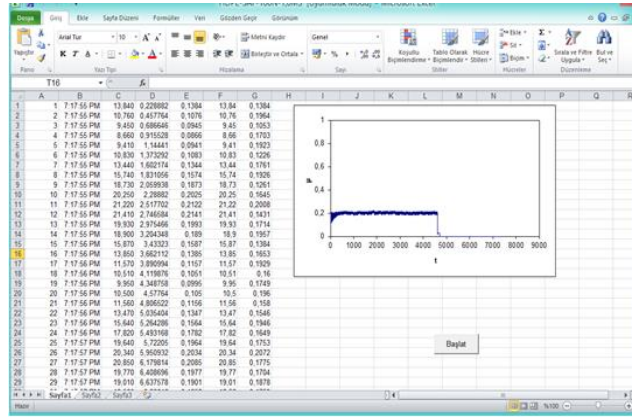 Dosya Giriş Ekle Sayfa Düzeni Formüller Veri Gözden Geçir Görünüm
Arial Tur 10 Metni Kaydır Genel Σ
Yapıştır K T A Birleştir ve Ortala % Koşullu Biçimlendirme Tablo Olarak Biçimlendir Hücre Stilleri Ekle Sil Biçim Sırala ve Filtre Uygula Bul ve Seç
Pano Yazı Tipi Hizalama Sayı Stiller Hücreler Düzenleme
T16 fx
A B C D E F G H I J K L M N O P Q R
1 1 7:17:55 PM 13,840 0,228882 0,1384 13,84 0,1384
2 2 7:17:55 PM 10,760 0,457764 0,1076 10,76 0,1964
3 3 7:17:55 PM 9,450 0,686646 0,0945 9,45 0,1053
4 4 7:17:55 PM 8,660 0,915528 0,0866 8,66 0,1703
5 5 7:17:55 PM 9,410 1,14441 0,0941 9,41 0,1923
6 6 7:17:55 PM 10,830 1,373292 0,1083 10,83 0,1226
7 7 7:17:55 PM 13,440 1,602174 0,1344 13,44 0,1761
8 8 7:17:55 PM 15,740 1,831056 0,1574 15,74 0,1926
9 9 7:17:55 PM 18,730 2,059938 0,1873 18,73 0,1261
10 10 7:17:55 PM 20,250 2,28882 0,2025 20,25 0,1645
11 11 7:17:55 PM 21,220 2,517702 0,2122 21,22 0,2008
12 12 7:17:55 PM 21,410 2,746584 0,2141 21,41 0,1431
13 13 7:17:55 PM 19,930 2,975466 0,1993 19,93 0,1714
14 14 7:17:55 PM 18,900 3,204348 0,189 18,9 0,1957
15 15 7:17:55 PM 15,870 3,43323 0,1587 15,87 0,1384
16 16 7:17:55 PM 13,850 3,662112 0,1385 13,85 0,1653
17 17 7:17:55 PM 11,570 3,890994 0,1157 11,57 0,1929
18 18 7:17:56 PM 10,510 4,119876 0,1051 10,51 0,16
19 19 7:17:56 PM 9,950 4,348758 0,0995 9,95 0,1749
20 20 7:17:56 PM 10,500 4,57764 0,105 10,5 0,196
21 21 7:17:56 PM 11,560 4,806522 0,1156 11,56 0,158
22 22 7:17:56 PM 13,470 5,035404 0,1347 13,47 0,1546
23 23 7:17:56 PM 15,640 5,264286 0,1564 15,64 0,1946
24 24 7:17:56 PM 17,820 5,493168 0,1782 17,82 0,1649
25 25 7:17:56 PM 19,640 5,72205 0,1964 19,64 0,1753
26 26 7:17:56 PM 20,340 5,950932 0,2034 20,34 0,2072
27 27 7:17:56 PM 20,850 6,179814 0,2085 20,85 0,1775
28 28 7:17:56 PM 19,770 6,408696 0,1977 19,77 0,1784
29 29 7:17:57 PM 19,010 6,637578 0,1901 19,01 0,1878
1
0.8
0.6
P
0.4
0.2
0
0 1000 2000 3000 4000 5000 6000 7000 8000 9000
t
Başlat
Sayfa1 Sayfa2 Sayfa3
Hazır %100